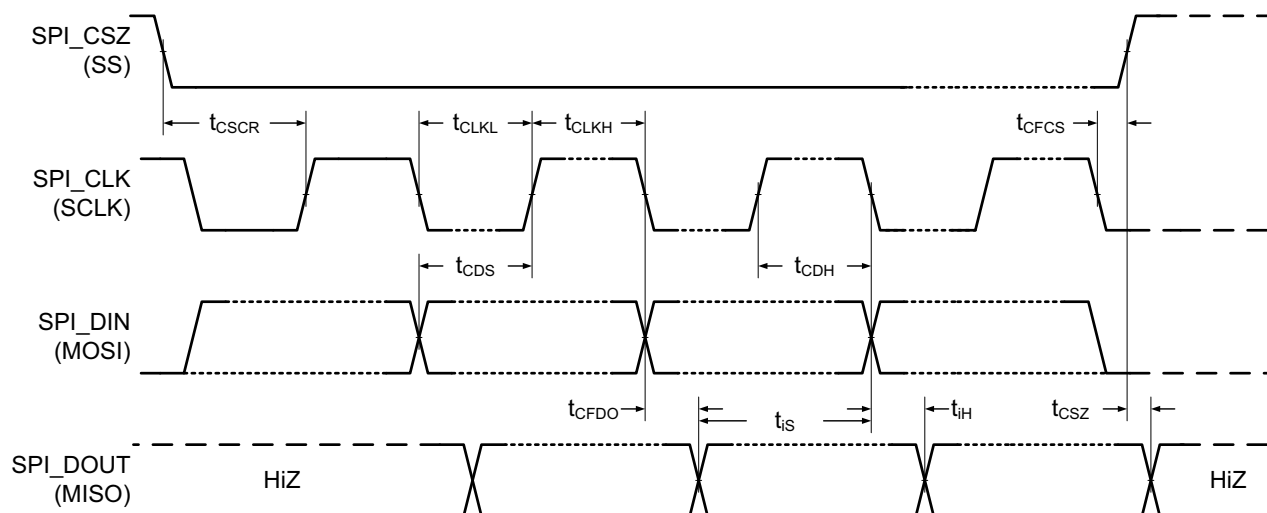 SPI_CSZ
(SS)
tCSCR
tCLKL
tCLKH
tCFCS
SPI_CLK
(SCLK)
tCDS
tCDH
SPI_DIN
(MOSI)
tCFDO
tiS
tiH
tCSZ
SPI_DOUT
(MISO)
HiZ
HiZ